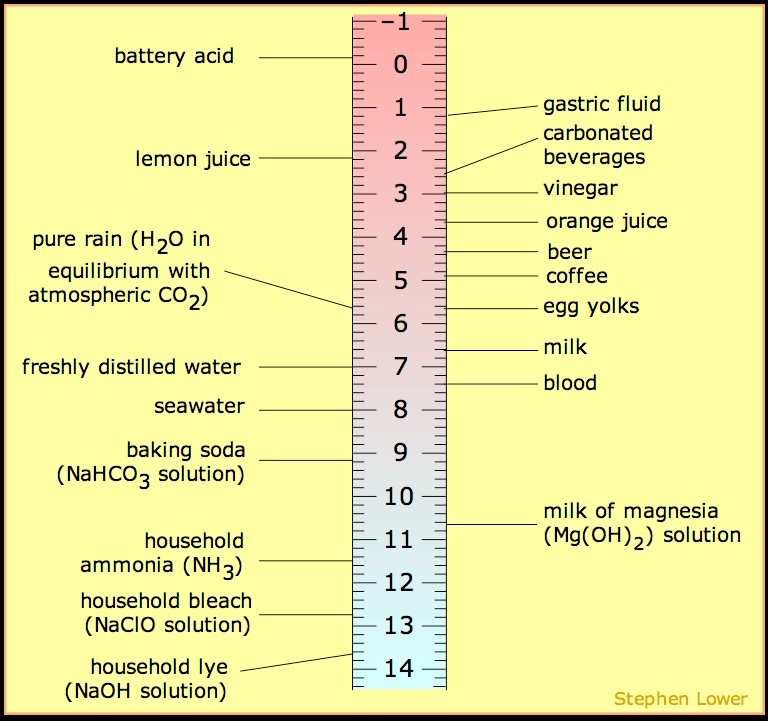 battery acid
lemon juice
pure rain (H₂O in
equilibrium with
atmospheric CO₂)
freshly distilled water
seawater
baking soda
(NaHCO₃ solution)
household
ammonia (NH₃)
household bleach
(NaClO solution)
household lye
(NaOH solution)
−1
0
1
2
3
4
5
6
7
8
9
10
11
12
13
14
gastric fluid
carbonated
beverages
vinegar
orange juice
beer
coffee
egg yolks
milk
blood
milk of magnesia
(Mg(OH)₂) solution
Stephen Lower